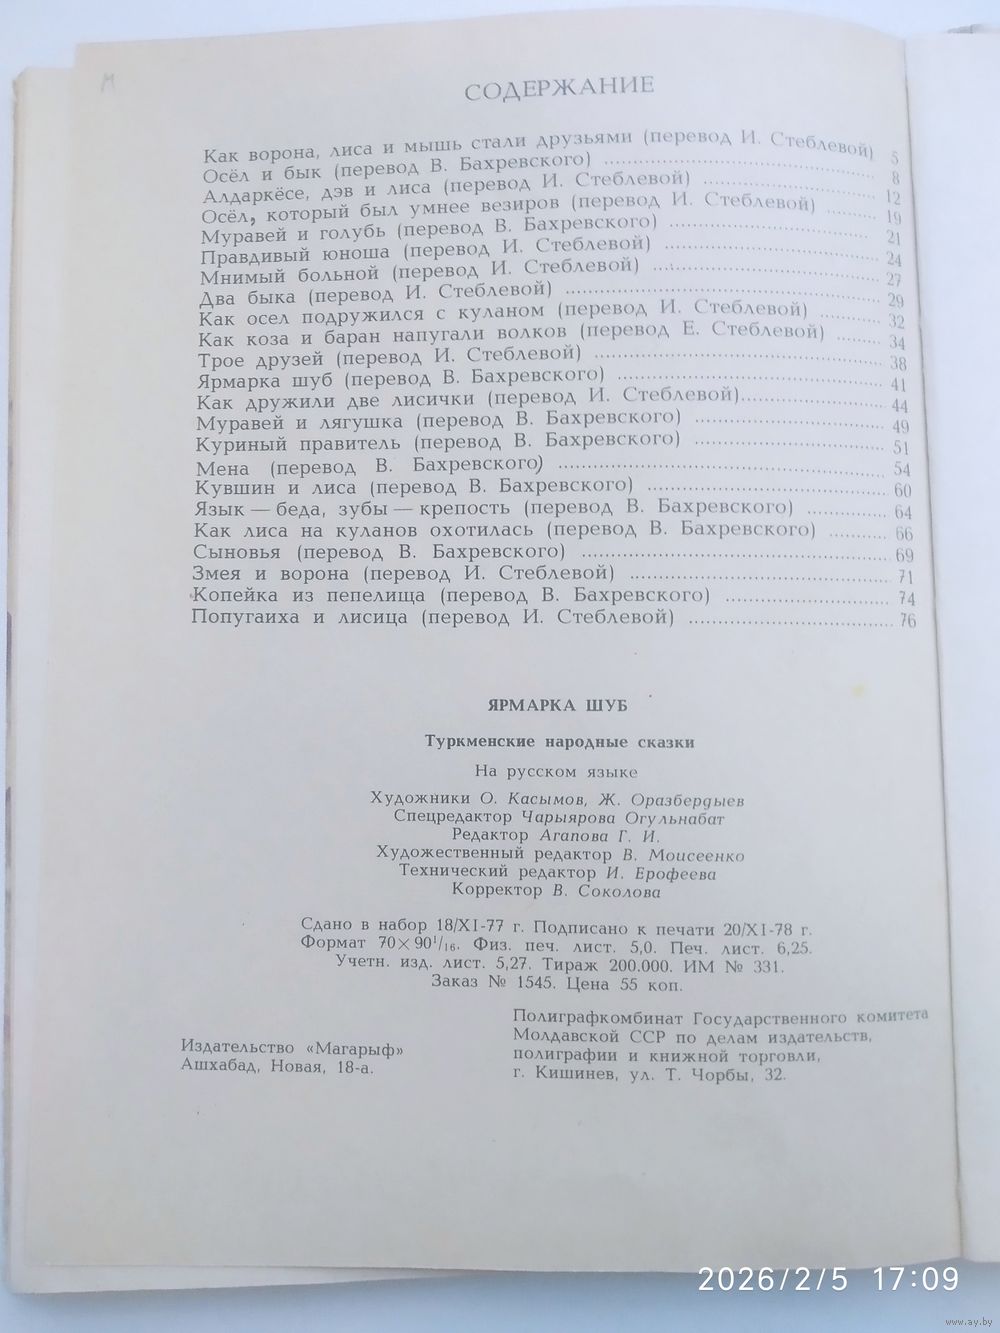 СОДЕРЖАНИЕ
Как ворона, лиса и мышь стали друзьями (перевод И. Стеблевой) 5
Осёл и бык (перевод В. Бахревского) 8
Алдаркёсе, дэв и лиса (перевод И. Стеблевой) 12
Осёл, который был умнее везиров (перевод И. Стеблевой) 19
Муравей и голубь (перевод В. Бахревского) 21
Правдивый юноша (перевод И. Стеблевой) 24
Мнимый больной (перевод И. Стеблевой) 27
Два быка (перевод И. Стеблевой) 29
Как осел подружился с куланом (перевод И. Стеблевой) 32
Как коза и баран напугали волков (перевод Е. Стеблевой) 34
Трое друзей (перевод И. Стеблевой) 38
Ярмарка шуб (перевод В. Бахревского) 41
Как дружили две лисички (перевод И. Стеблевой) 44
Муравей и лягушка (перевод В. Бахревского) 49
Куриный правитель (перевод В. Бахревского) 51
Мена (перевод В. Бахревского) 54
Кувшин и лиса (перевод В. Бахревского) 60
Язык — беда, зубы — крепость (перевод В. Бахревского) 64
Как лиса на куланов охотилась (перевод В. Бахревского) 66
Сыновья (перевод В. Бахревского) 69
Змея и ворона (перевод И. Стеблевой) 71
Копейка из пепелища (перевод В. Бахревского) 74
Попугаиха и лисица (перевод И. Стеблевой) 76
ЯРМАРКА ШУБ
Туркменские народные сказки
На русском языке
Художники О. Касымов, Ж. Оразбердыев
Спецредактор Чарыярова Огульнабат
Редактор Агапова Г. И.
Художественный редактор В. Моисеенко
Технический редактор И. Ерофеева
Корректор В. Соколова
Сдано в набор 18/XI-77 г. Подписано к печати 20/XI-78 г.
Формат 70×90¹/₁₆. Физ. печ. лист. 5,0. Печ. лист. 6,25.
Учетн. изд. лист. 5,27. Тираж 200.000. ИМ № 331.
Заказ № 1545. Цена 55 коп.
Издательство «Магарыф»
Ашхабад, Новая, 18-а.
Полиграфкомбинат Государственного комитета
Молдавской ССР по делам издательств,
полиграфии и книжной торговли,
г. Кишинев, ул. Т. Чорбы, 32.
2026/2/5 17:09
www.ay.by